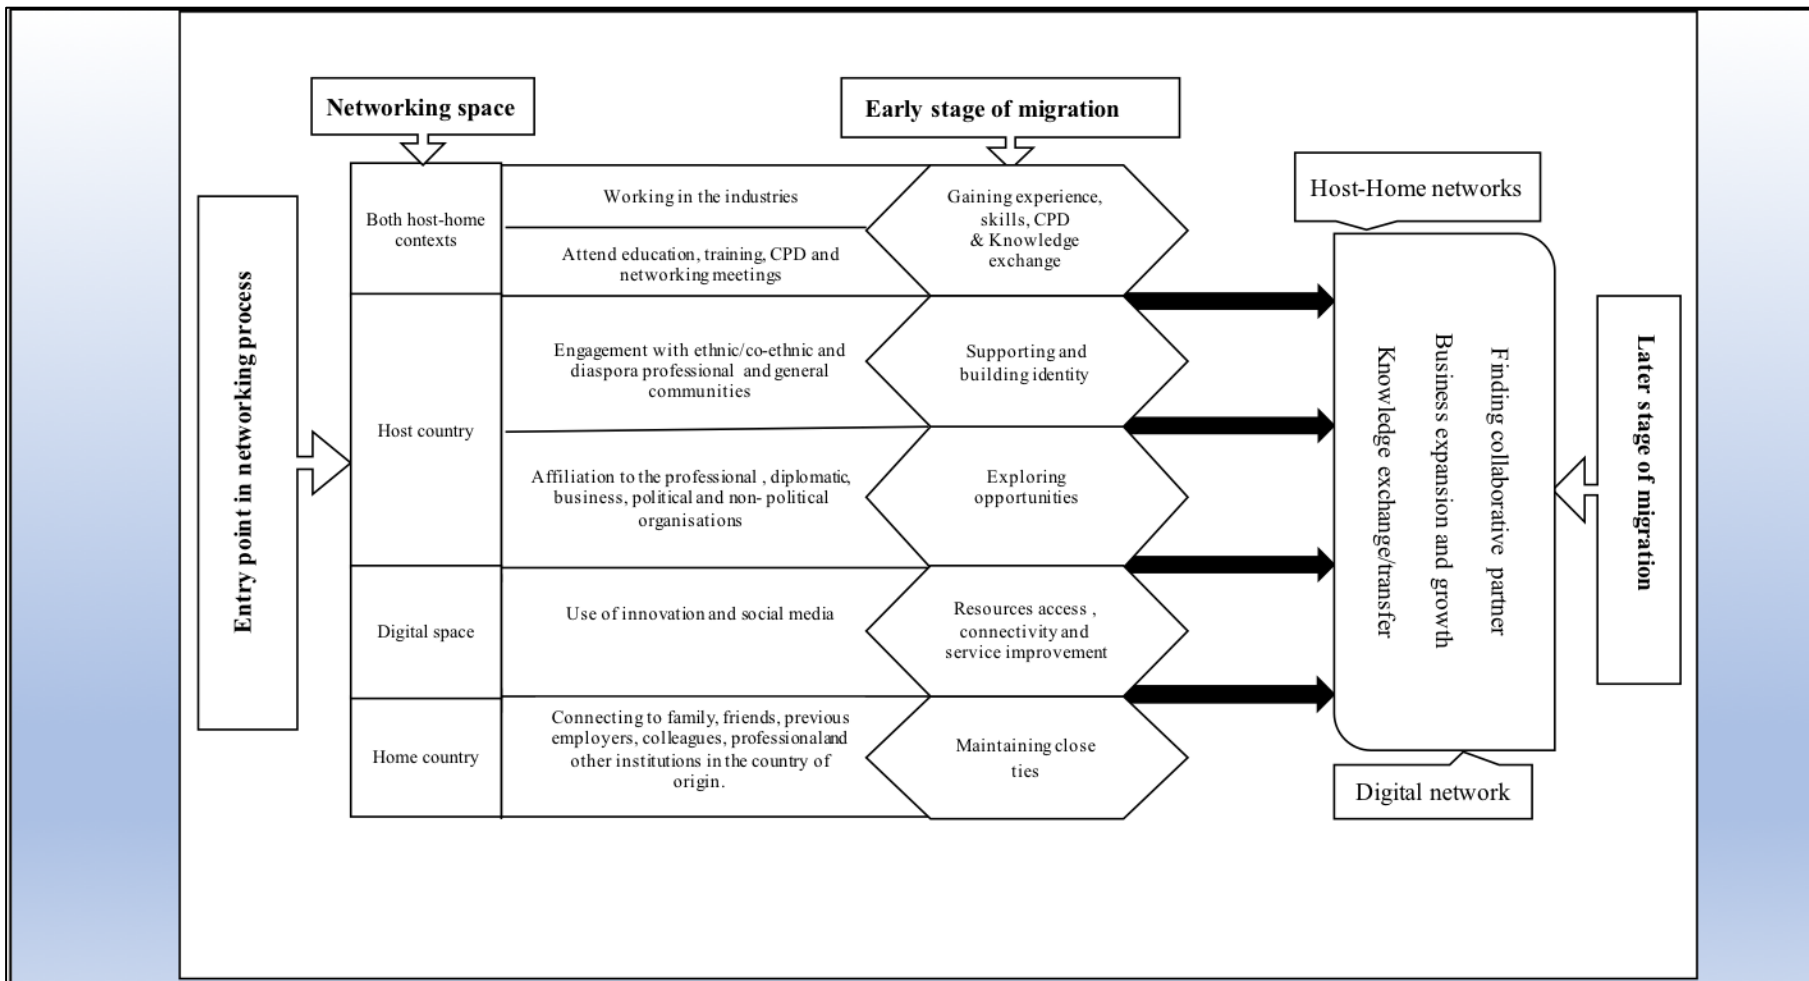 Networking space
Early stage of migration
Entry point in networking process
Both host-home
contexts
Working in the industries
Attend education, training, CPD and
networking meetings
Gaining experience,
skills, CPD
& Knowledge
exchange
Host country
Engagement with ethnic/co-ethnic and
diaspora professional and general
communities
Supporting and
building identity
Affiliation to the professional , diplomatic,
business, political and non- political
organisations
Exploring
opportunities
Digital space
Use of innovation and social media
Resources access ,
connectivity and
service improvement
Home country
Connecting to family, friends, previous
employers, colleagues, professional and
other institutions in the country of
origin.
Maintaining close
ties
Host-Home networks
Finding collaborative partner
Business expansion and growth
Knowledge exchange/transfer
Digital network
Later stage of migration